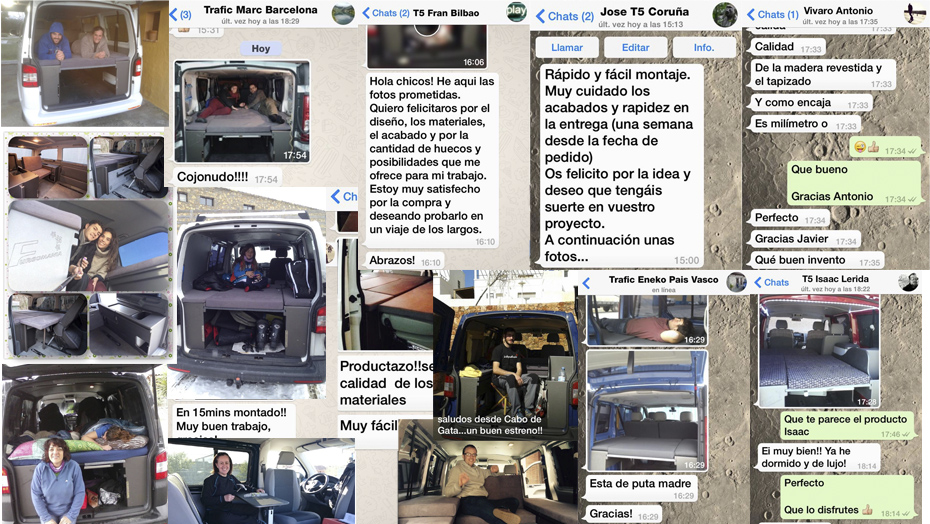 (3)
Trafic Marc Barcelona
últ. vez hoy a las 18:29
15:31
Hoy
17:54
Cojonudo!!!! 17:54
Ch
En 15mins montado!!
Muy buen trabajo,
Chats (2)
T5 Fran Bilbao
play
16:06
Hola chicos! He aqui las
fotos prometidas.
Quiero felicitaros por el
diseño, los materiales,
el acabado y por la
cantidad de huecos y
posibilidades que me
ofrece para mi trabajo.
Estoy muy satisfecho
por la compra y
deseando probarlo en
un viaje de los largos.
16:10
Abrazos! 16:10
Productazo!!se
calidad de los
materiales
Muy fácil
saludos desde Cabo de
Gata...un buen estreno!!
Chats (2)
Jose T5 Coruña
últ. vez hoy a las 15:13
Llamar
Editar
Info.
Rápido y fácil montaje.
Muy cuidado los
acabados y rapidez en
la entrega (una semana
desde la fecha de
pedido)
Os felicito por la idea y
deseo que tengáis
suerte en vuestro
proyecto.
A continuación unas
fotos...
15:00
Chats (1)
Vivaro Antonio
últ. vez hoy a las 17:35
17:33
Calidad 17:33
De la madera revestida y
el tapizado 17:33
Y como encaja 17:33
Es milímetro o 17:33
😄👍 17:34
Que bueno
Gracias Antonio 17:34
Perfecto 17:34
Gracias Javier 17:34
Qué buen invento 17:35
Trafic Eneko Pais Vasco
en línea
16:29
16:29
Esta de puta madre
16:29
Gracias! 16:29
Chats
T5 Isaac Lerida
últ. vez hoy a las 18:22
17:28
Que te parece el producto
Isaac 17:46
Ei muy bien!! Ya he
dormido y de lujo! 18:14
Perfecto
Que lo disfrutes 👍 18:14